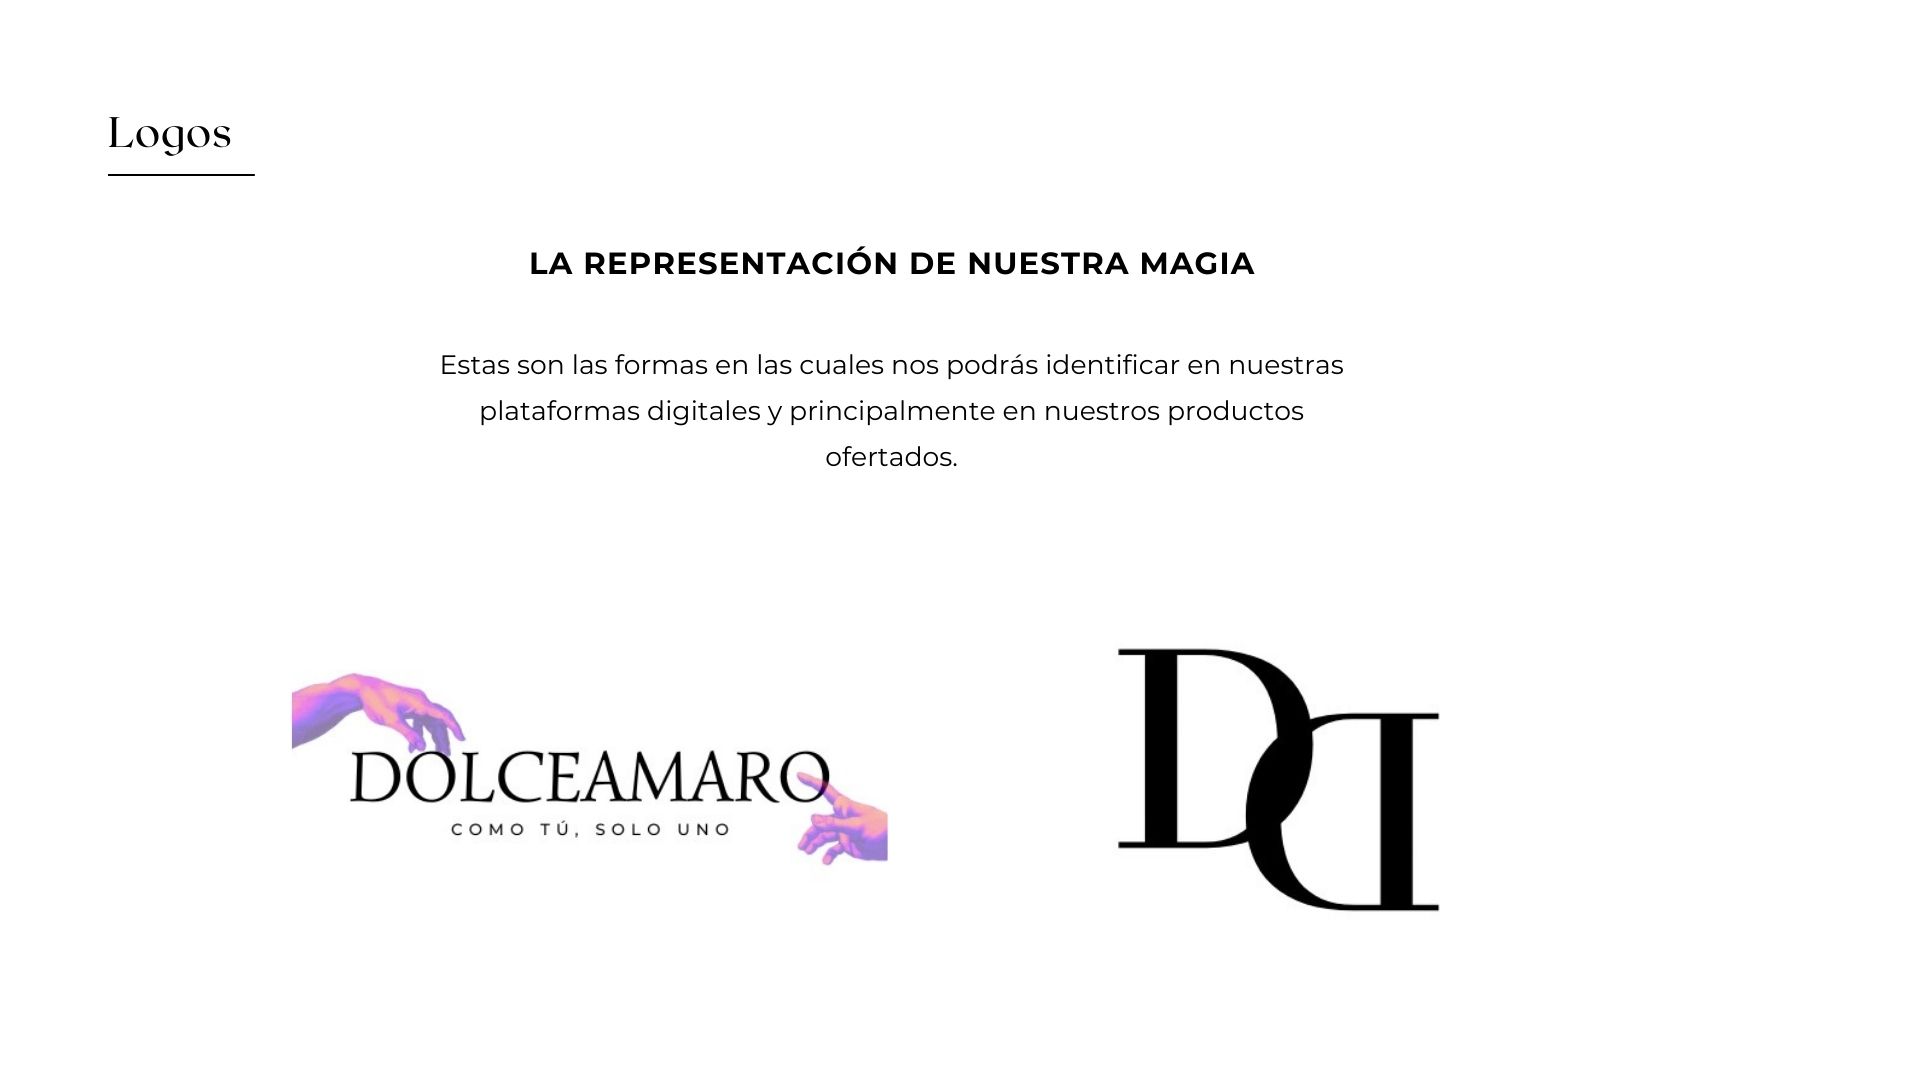 Logos
LA REPRESENTACIÓN DE NUESTRA MAGIA
Estas son las formas en las cuales nos podrás identificar en nuestras
plataformas digitales y principalmente en nuestros productos
ofertados.
DOLCEAMARO
COMO TÚ, SOLO UNO
DD